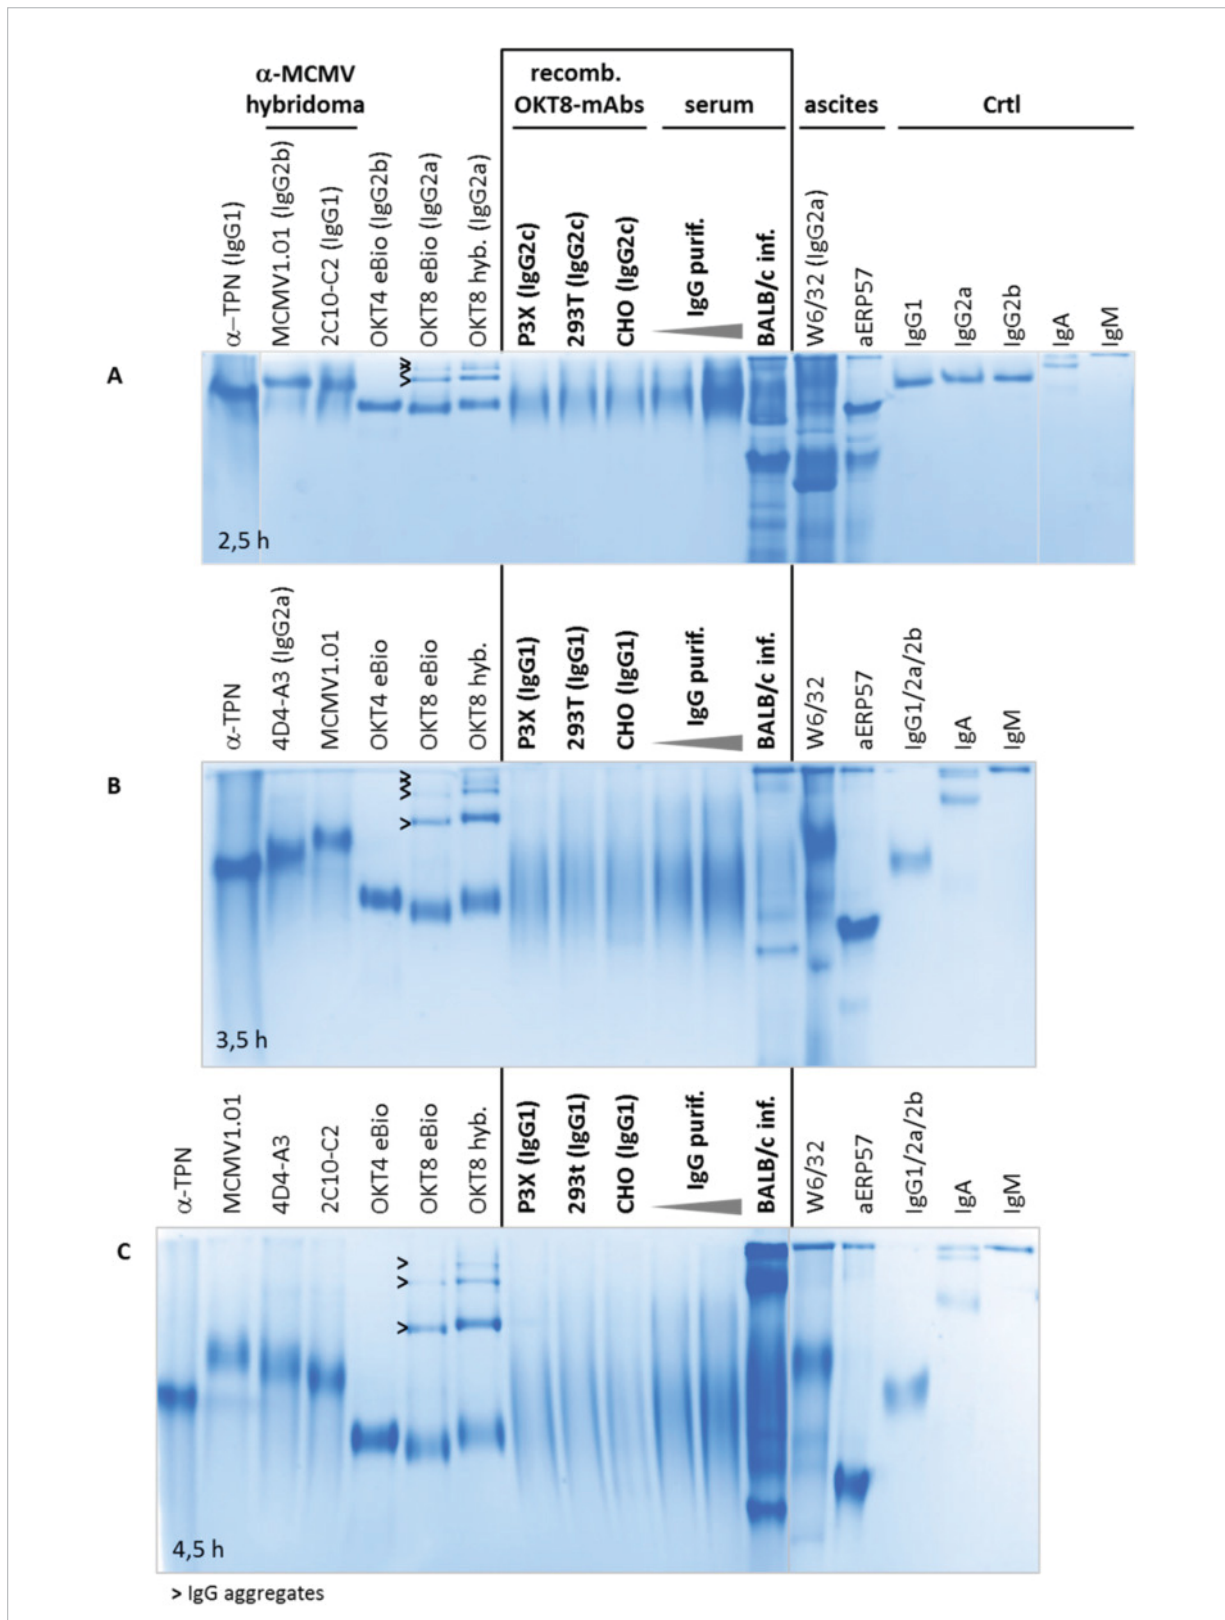 α-MCMV
hybridoma
recomb.
OKT8-mAbs
serum
ascites
Crtl
α–TPN (IgG1)
MCMV1.01 (IgG2b)
2C10-C2 (IgG1)
OKT4 eBio (IgG2b)
OKT8 eBio (IgG2a)
OKT8 hyb. (IgG2a)
P3X (IgG2c)
293T (IgG2c)
CHO (IgG2c)
IgG purif.
BALB/c inf.
W6/32 (IgG2a)
aERP57
IgG1
IgG2a
IgG2b
IgA
IgM
A
>
>
>
2,5 h
α-TPN
4D4-A3 (IgG2a)
MCMV1.01
OKT4 eBio
OKT8 eBio
OKT8 hyb.
P3X (IgG1)
293T (IgG1)
CHO (IgG1)
IgG purif.
BALB/c inf.
W6/32
aERP57
IgG1/2a/2b
IgA
IgM
B
>
>
>
>
3,5 h
α-TPN
MCMV1.01
4D4-A3
2C10-C2
OKT4 eBio
OKT8 eBio
OKT8 hyb.
P3X (IgG1)
293t (IgG1)
CHO (IgG1)
IgG purif.
BALB/c inf.
W6/32
aERP57
IgG1/2a/2b
IgA
IgM
C
>
>
>
4,5 h
> IgG aggregates